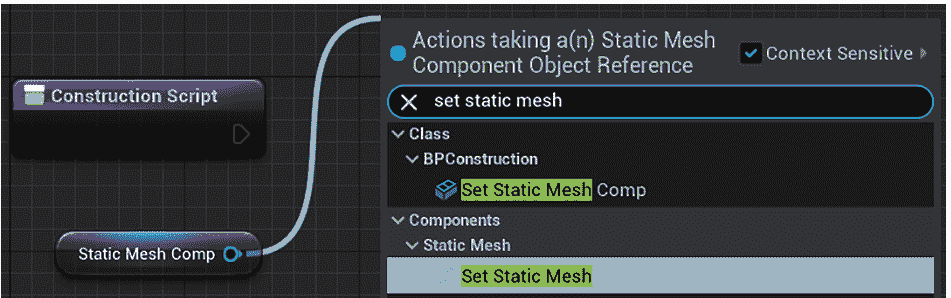 Construction Script
Static Mesh Comp
Actions taking a(n) Static Mesh
Component Object Reference
Context Sensitive
set static mesh
Class
BPConstruction
Set Static Mesh Comp
Components
Static Mesh
Set Static Mesh